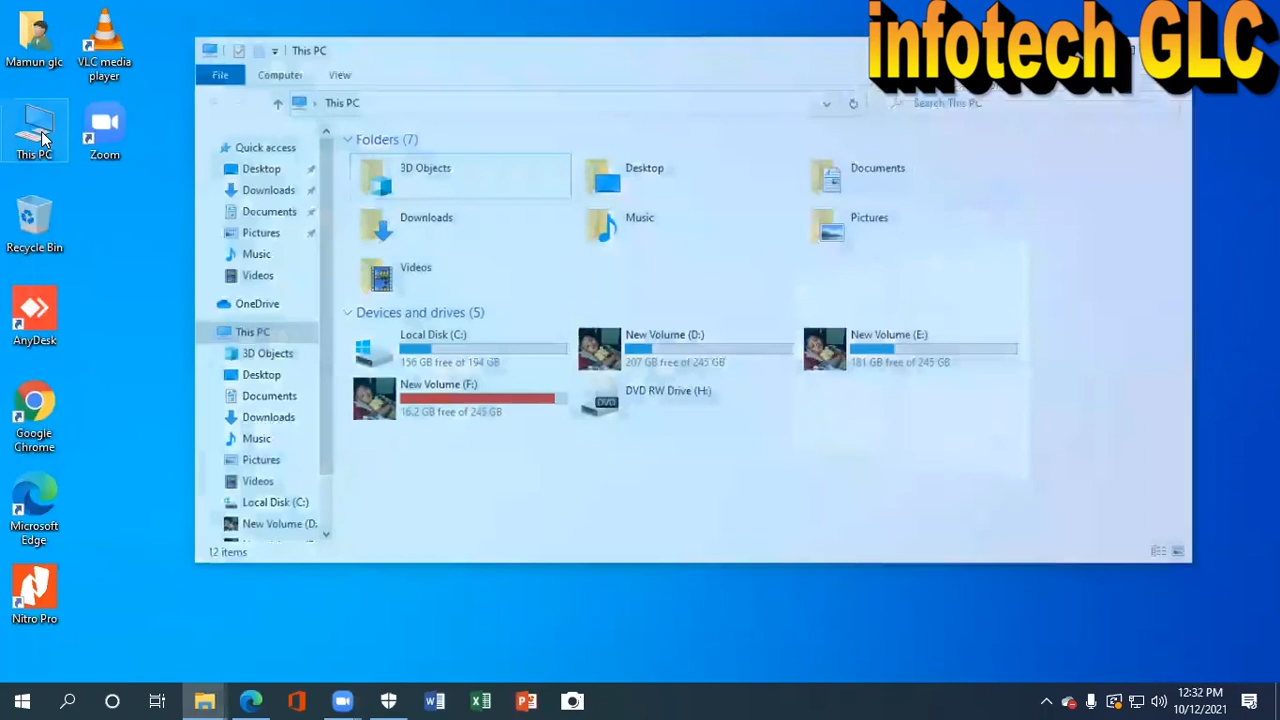 infotech GLC
Mamun glc
VLC media
player
This PC
Zoom
Recycle Bin
AnyDesk
Google
Chrome
Microsoft
Edge
Nitro Pro
This PC
File
Computer
View
This PC
Search This PC
Quick access
Desktop
Downloads
Documents
Pictures
Music
Videos
OneDrive
This PC
3D Objects
Desktop
Documents
Downloads
Music
Pictures
Videos
Local Disk (C:)
New Volume (D:
Folders (7)
3D Objects
Desktop
Documents
Downloads
Music
Pictures
Videos
Devices and drives (5)
Local Disk (C:)
156 GB free of 194 GB
New Volume (D:)
207 GB free of 245 GB
New Volume (E:)
181 GB free of 245 GB
New Volume (F:)
16.2 GB free of 245 GB
DVD RW Drive (H:)
DVD
12 items
12:32 PM
10/12/2021